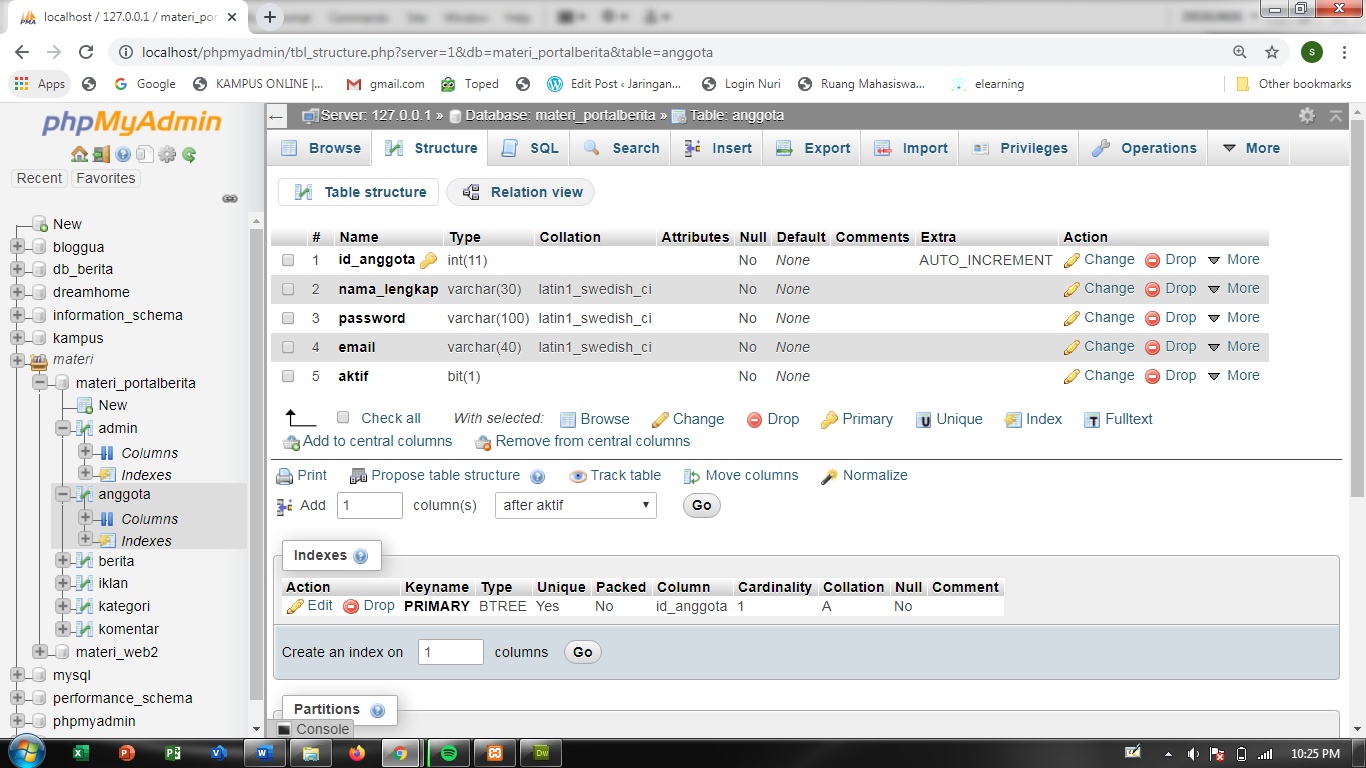 localhost / 127.0.0.1 / materi_por
localhost/phpmyadmin/tbl_structure.php?server=1&db=materi_portalberita&table=anggota
s
Apps Google KAMPUS ONLINE |... gmail.com Toped Edit Post ‹ Jaringan... Login Nuri Ruang Mahasiswa... elearning Other bookmarks
phpMyAdmin
Recent Favorites
New
bloggua
db_berita
dreamhome
information_schema
kampus
materi
materi_portalberita
New
admin
Columns
Indexes
anggota
Columns
Indexes
berita
iklan
kategori
komentar
materi_web2
mysql
performance_schema
phpmyadmin
Server: 127.0.0.1 » Database: materi_portalberita » Table: anggota
Browse Structure SQL Search Insert Export Import Privileges Operations More
Table structure Relation view
# Name Type Collation Attributes Null Default Comments Extra Action
1 id_anggota int(11) No None AUTO_INCREMENT Change Drop More
2 nama_lengkap varchar(30) latin1_swedish_ci No None Change Drop More
3 password varchar(100) latin1_swedish_ci No None Change Drop More
4 email varchar(40) latin1_swedish_ci No None Change Drop More
5 aktif bit(1) No None Change Drop More
Check all With selected: Browse Change Drop Primary Unique Index Fulltext
Add to central columns Remove from central columns
Print Propose table structure Track table Move columns Normalize
Add 1 column(s) after aktif Go
Indexes
Action Keyname Type Unique Packed Column Cardinality Collation Null Comment
Edit Drop PRIMARY BTREE Yes No id_anggota 1 A No
Create an index on 1 columns Go
Partitions
Console
10:25 PM